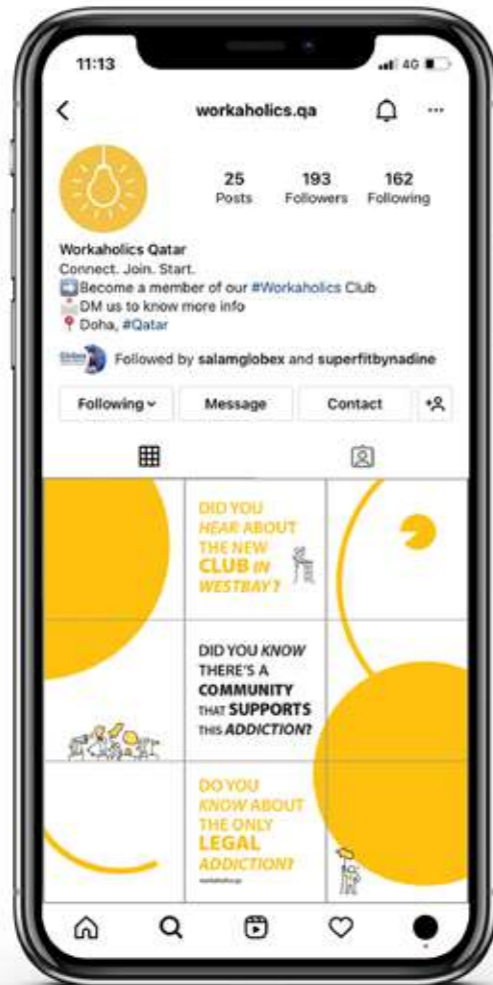 11:13
4G
workaholics.qa
25
193
162
Posts
Followers
Following
Workaholics Qatar
Connect. Join. Start.
➡️Become a member of our #Workaholics Club
📩DM us to know more info
📍Doha, #Qatar
Followed by salamglobex and superfitbynadine
Following
Message
Contact
DID YOU
HEAR ABOUT
THE NEW
CLUB IN
WESTBAY?
DID YOU KNOW
THERE'S A
COMMUNITY
THAT SUPPORTS
THIS ADDICTION?
DO YOU
KNOW ABOUT
THE ONLY
LEGAL
ADDICTION?
workaholics.qa